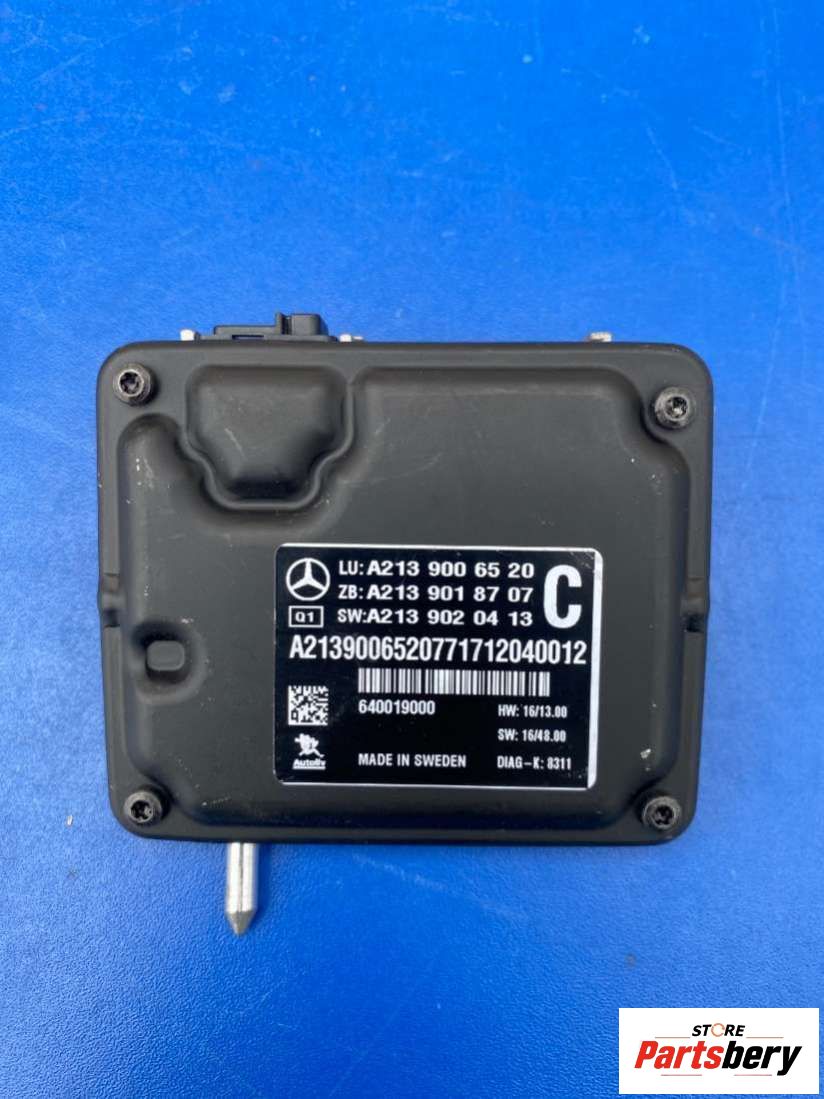 LU: A213 900 65 20
ZB: A213 901 87 07
Q1 SW: A213 902 04 13
C
A2139006520771712040012
640019000
HW: 16/13.00
SW: 16/48.00
Autoliv
MADE IN SWEDEN
DIAG-K: 8311
STORE
Partsbery